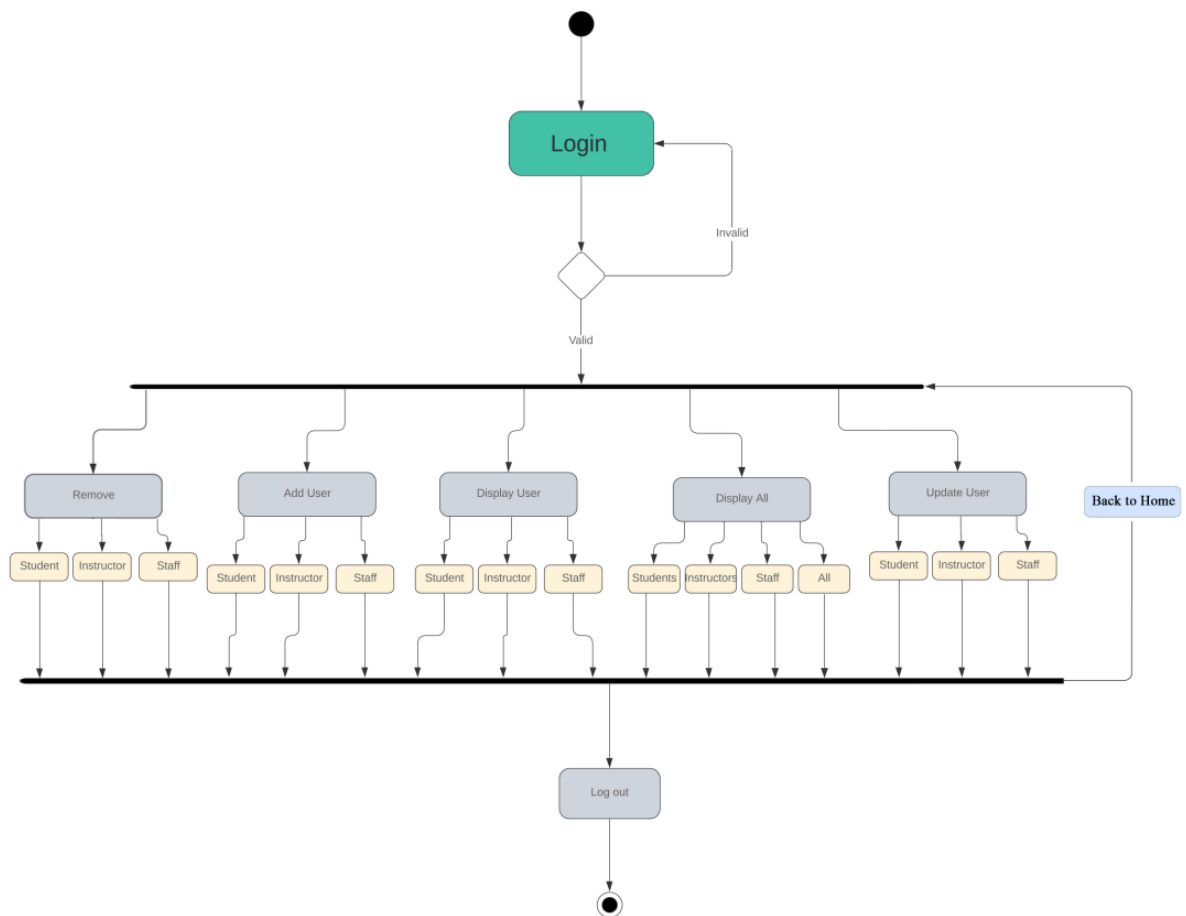 Login
Invalid
Valid
Remove
Add User
Display User
Display All
Update User
Back to Home
Student
Instructor
Staff
Student
Instructor
Staff
Student
Instructor
Staff
Students
Instructors
Staff
All
Student
Instructor
Staff
Log out